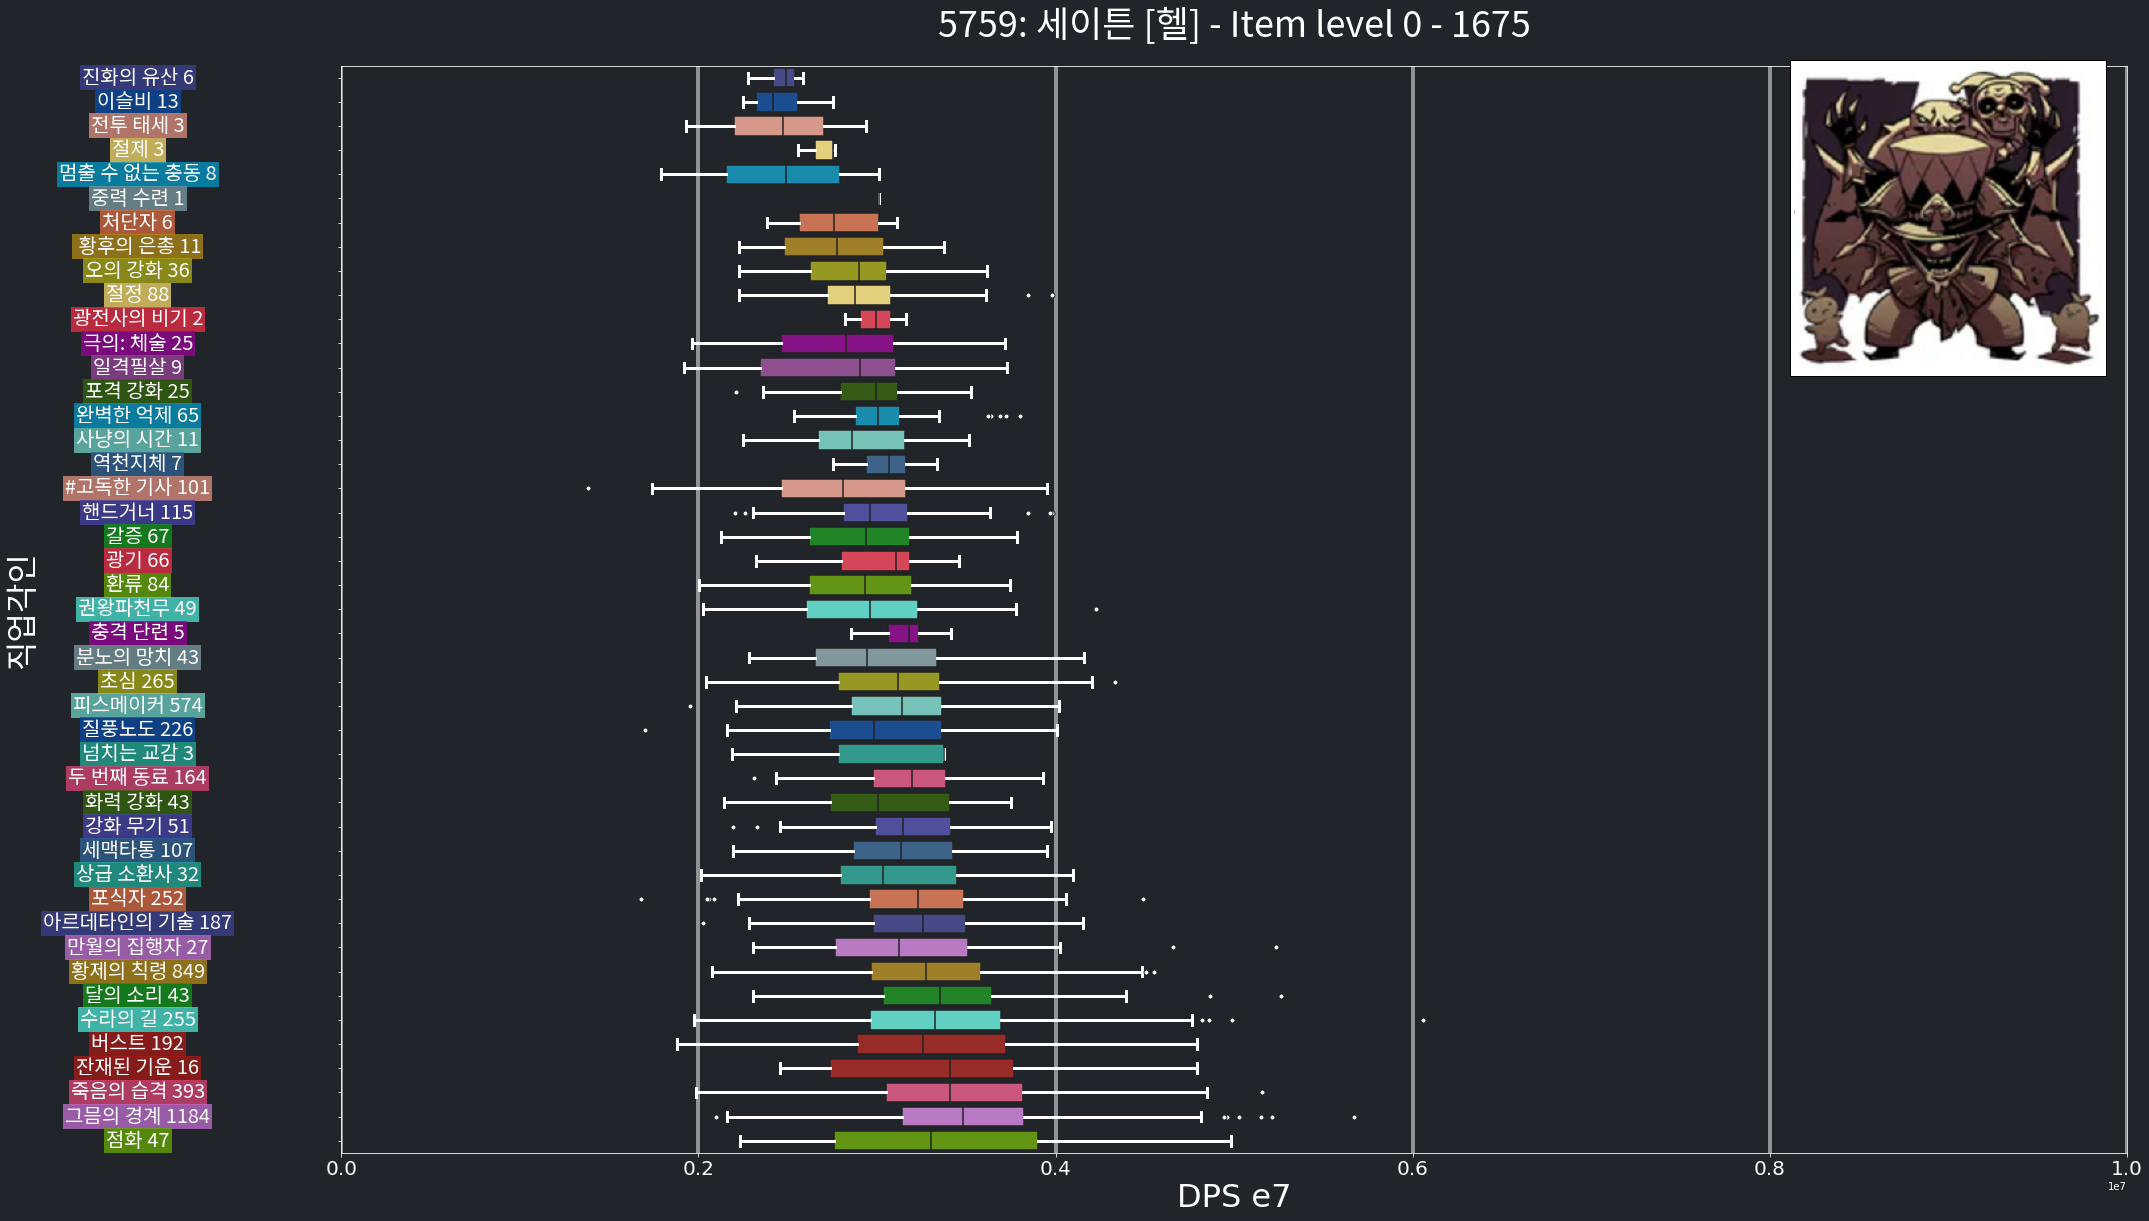 5759: 세이튼 [헬] - Item level 0 - 1675
직업각인
진화의 유산 6
이슬비 13
전투 태세 3
절제 3
멈출 수 없는 충동 8
중력 수련 1
처단자 6
황후의 은총 11
오의 강화 36
절정 88
광전사의 비기 2
극의: 체술 25
일격필살 9
포격 강화 25
완벽한 억제 65
사냥의 시간 11
역천지체 7
#고독한 기사 101
핸드거너 115
갈증 67
광기 66
환류 84
권왕파천무 49
충격 단련 5
분노의 망치 43
초심 265
피스메이커 574
질풍노도 226
넘치는 교감 3
두 번째 동료 164
화력 강화 43
강화 무기 51
세맥타통 107
상급 소환사 32
포식자 252
아르데타인의 기술 187
만월의 집행자 27
황제의 칙령 849
달의 소리 43
수라의 길 255
버스트 192
잔재된 기운 16
죽음의 습격 393
그믐의 경계 1184
점화 47
0.0 0.2 0.4 0.6 0.8 1.0
1e7
DPS e7